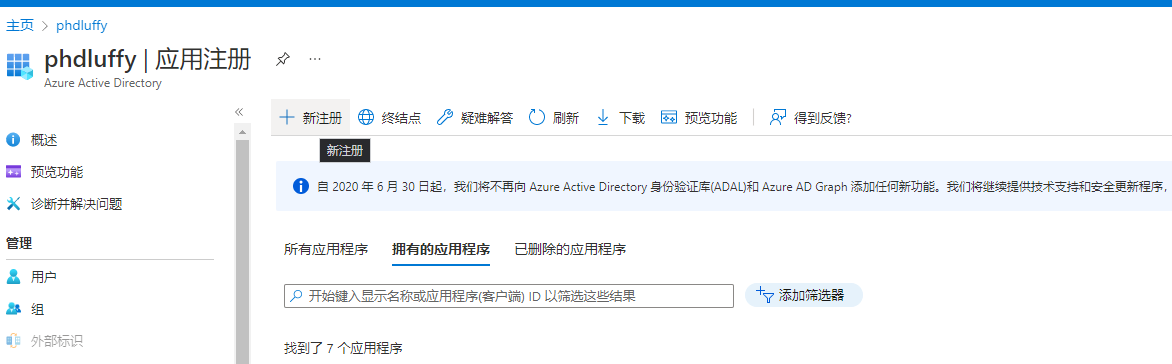 主页 > phdluffy
phdluffy | 应用注册
Azure Active Directory
概述
预览功能
诊断并解决问题
管理
用户
组
外部标识
新注册 终结点 疑难解答 刷新 下载 预览功能 得到反馈?
新注册
自 2020 年 6 月 30 日起，我们将不再向 Azure Active Directory 身份验证库(ADAL)和 Azure AD Graph 添加任何新功能。我们将继续提供技术支持和安全更新程序，
所有应用程序 拥有的应用程序 已删除的应用程序
开始键入显示名称或应用程序(客户端) ID 以筛选这些结果
添加筛选器
找到了 7 个应用程序